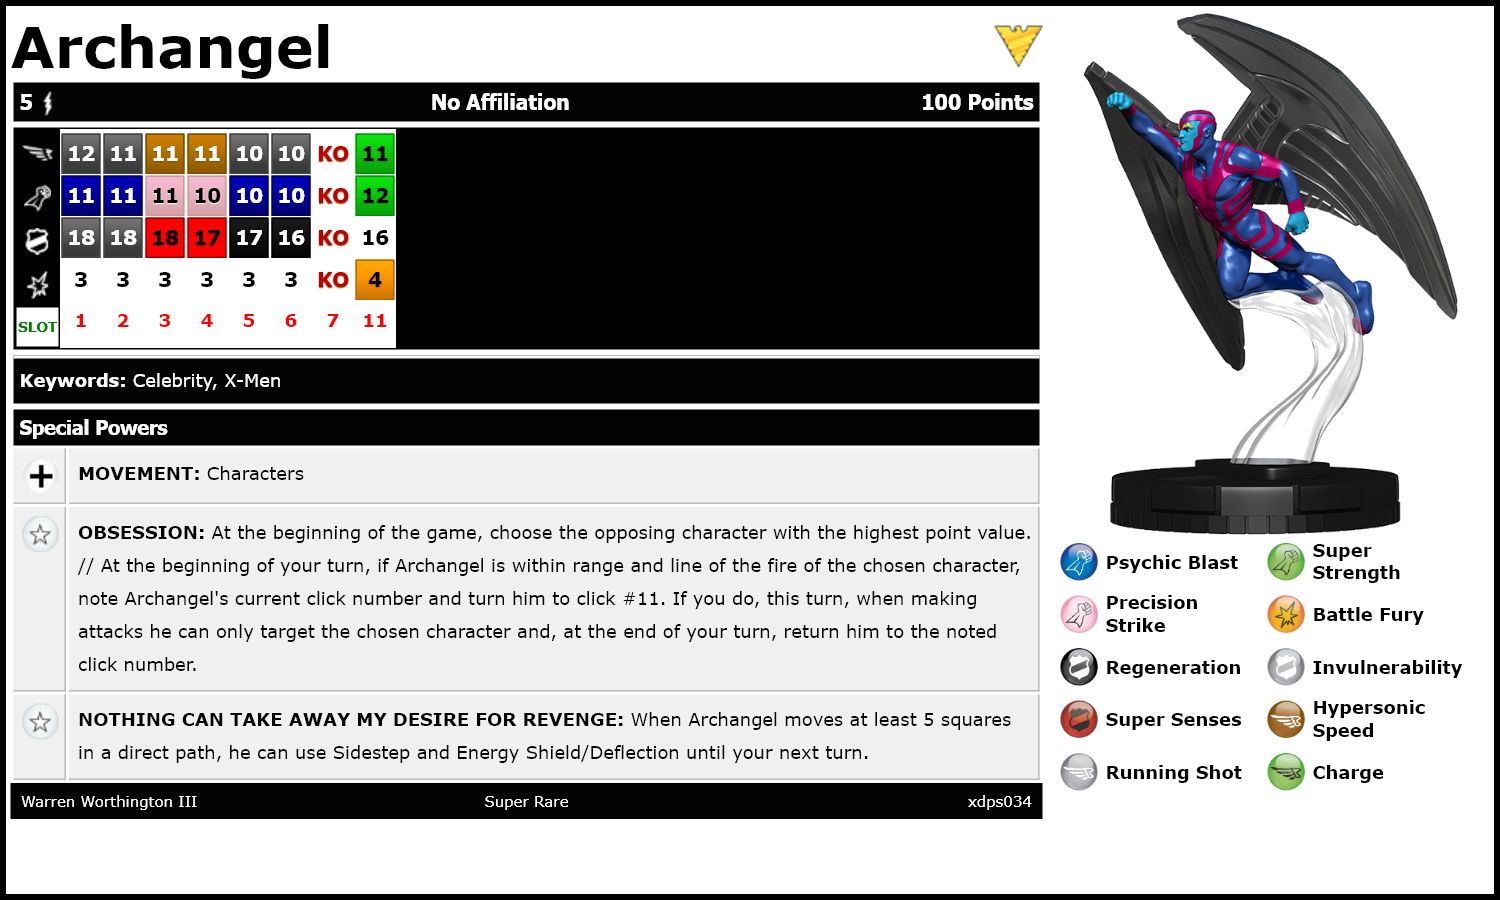 Archangel
5 No Affiliation 100 Points
12 11 11 11 10 10 KO 11
11 11 11 10 10 10 KO 12
18 18 18 17 17 16 KO 16
3 3 3 3 3 3 KO 4
SLOT 1 2 3 4 5 6 7 11
Keywords: Celebrity, X-Men
Special Powers
MOVEMENT: Characters
OBSESSION: At the beginning of the game, choose the opposing character with the highest point value.
// At the beginning of your turn, if Archangel is within range and line of the fire of the chosen character,
note Archangel's current click number and turn him to click #11. If you do, this turn, when making
attacks he can only target the chosen character and, at the end of your turn, return him to the noted
click number.
NOTHING CAN TAKE AWAY MY DESIRE FOR REVENGE: When Archangel moves at least 5 squares
in a direct path, he can use Sidestep and Energy Shield/Deflection until your next turn.
Warren Worthington III Super Rare xdps034
Psychic Blast
Super
Strength
Precision
Strike
Battle Fury
Regeneration
Invulnerability
Super Senses
Hypersonic
Speed
Running Shot
Charge